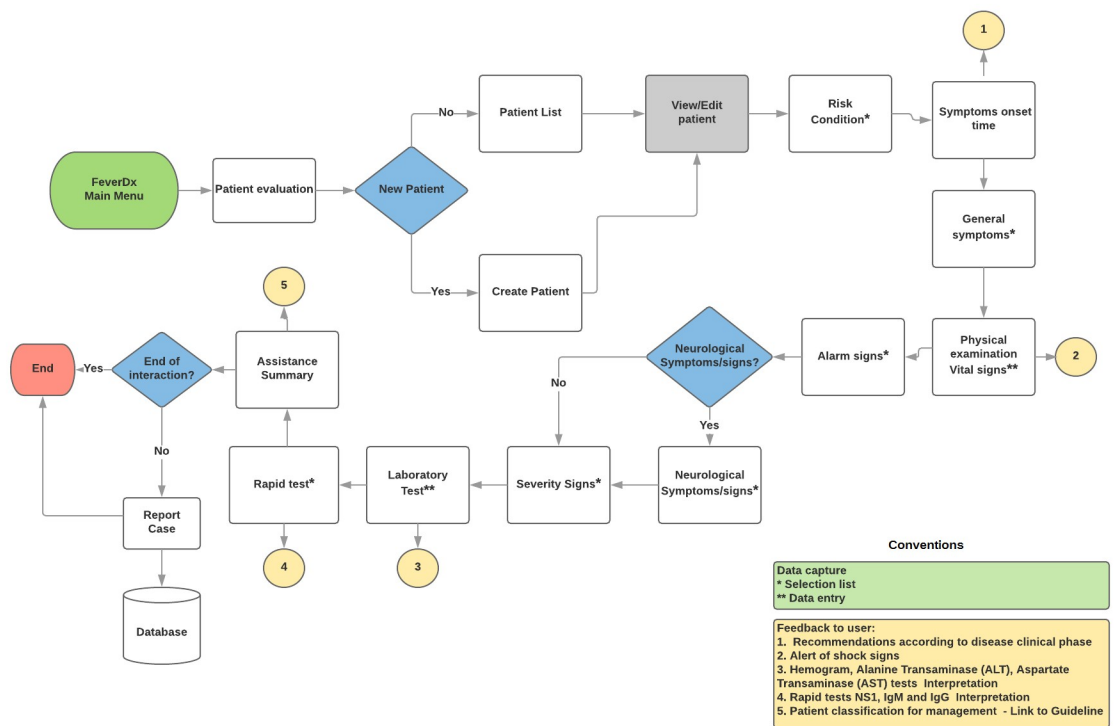 1
No
Patient List
View/Edit
patient
Risk
Condition*
Symptoms onset
time
FeverDx
Main Menu
Patient evaluation
New Patient
General
symptoms*
Yes
Create Patient
5
End
Yes
End of
interaction?
Assistance
Summary
Neurological
Symptoms/signs?
Alarm signs*
Physical
examination
Vital signs**
2
No
Yes
No
Rapid test*
Laboratory
Test**
Severity Signs*
Neurological
Symptoms/signs*
Report
Case
4
3
Database
Conventions
Data capture
* Selection list
** Data entry
Feedback to user:
1. Recommendations according to disease clinical phase
2. Alert of shock signs
3. Hemogram, Alanine Transaminase (ALT), Aspartate
Transaminase (AST) tests Interpretation
4. Rapid tests NS1, IgM and IgG Interpretation
5. Patient classification for management - Link to Guideline